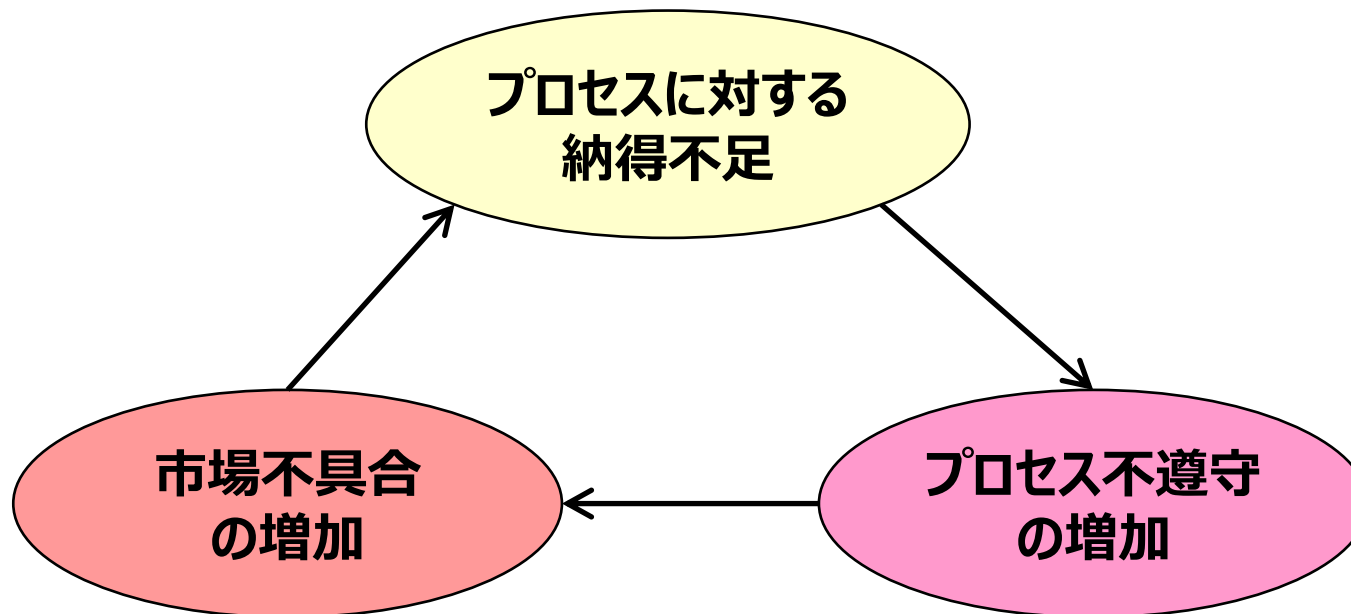 プロセスに対する
納得不足
市場不具合
の増加
プロセス不遵守
の増加